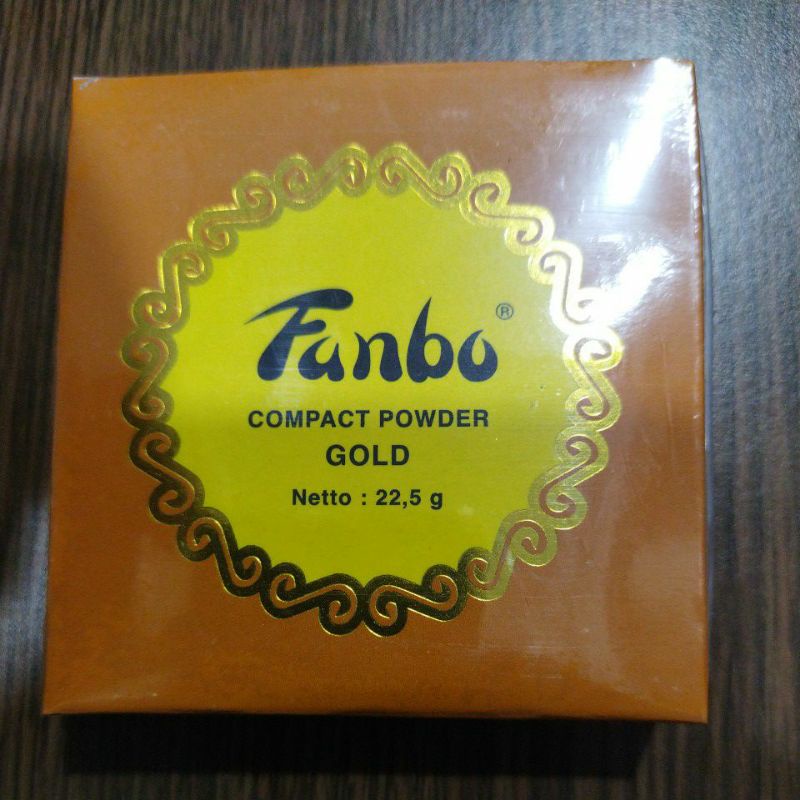 Fanbo ®
COMPACT POWDER
GOLD
Netto : 22,5 g